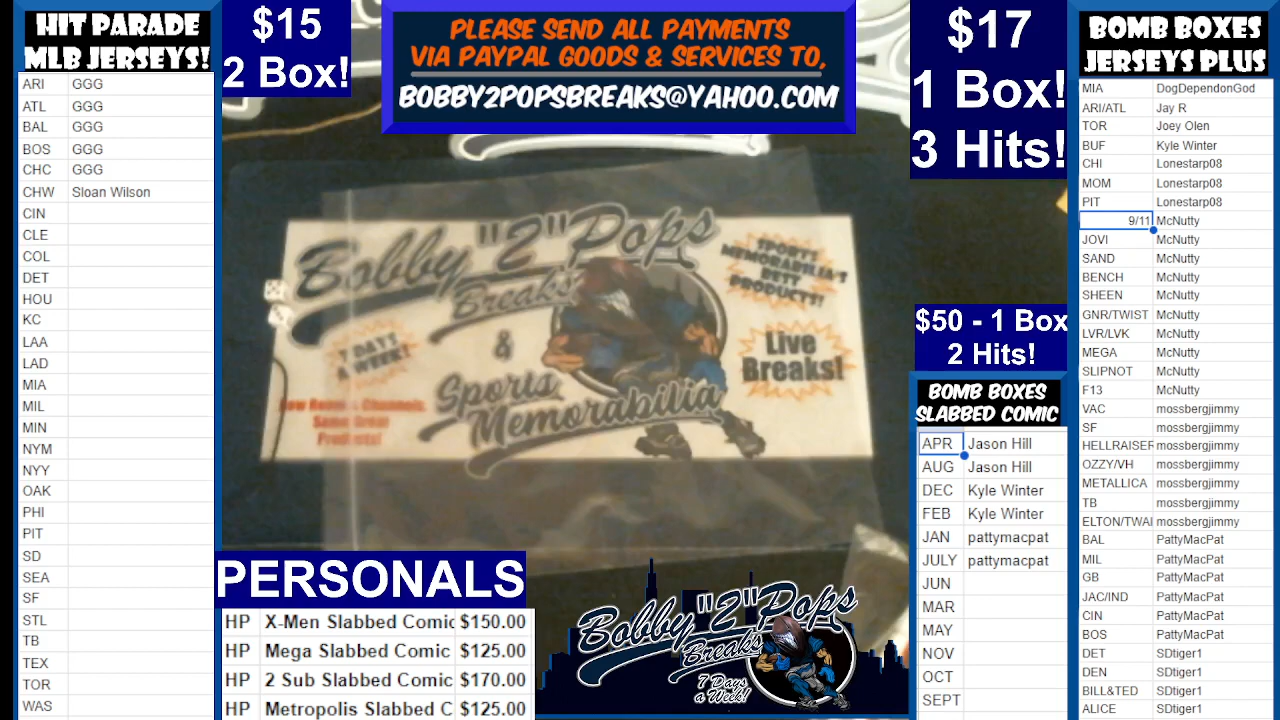 HIT PARADE
MLB JERSEYS!
ARI GGG
ATL GGG
BAL GGG
BOS GGG
CHC GGG
CHW Sloan Wilson
CIN
CLE
COL
DET
HOU
KC
LAA
LAD
MIA
MIL
MIN
NYM
NYY
OAK
PHI
PIT
SD
SEA
SF
STL
TB
TEX
TOR
WAS
$15
2 Box!
PLEASE SEND ALL PAYMENTS
VIA PAYPAL GOODS & SERVICES TO,
BOBBY2POPSBREAKS@YAHOO.COM
Bobby "2" Pops
Breaks
&
Sports
Memorabilia
7 DAYS
A WEEK!
SPORTS
MEMORABILIA'S
BEST
PRODUCTS!
Live
Breaks!
Same Great
Products!
PERSONALS
HP X-Men Slabbed Comic $150.00
HP Mega Slabbed Comic $125.00
HP 2 Sub Slabbed Comic $170.00
HP Metropolis Slabbed C $125.00
Bobby "2" Pops
Breaks
7 Days
a Week!
$17
1 Box!
3 Hits!
$50 - 1 Box
2 Hits!
BOMB BOXES
SLABBED COMIC
APR Jason Hill
AUG Jason Hill
DEC Kyle Winter
FEB Kyle Winter
JAN pattymacpat
JULY pattymacpat
JUN
MAR
MAY
NOV
OCT
SEPT
BOMB BOXES
JERSEYS PLUS
MIA DogDependonGod
ARI/ATL Jay R
TOR Joey Olen
BUF Kyle Winter
CHI Lonestarp08
MOM Lonestarp08
PIT Lonestarp08
9/11 McNutty
JOVI McNutty
SAND McNutty
BENCH McNutty
SHEEN McNutty
GNR/TWIST McNutty
LVR/LVK McNutty
MEGA McNutty
SLIPNOT McNutty
F13 McNutty
VAC mossbergjimmy
SF mossbergjimmy
HELLRAISER mossbergjimmy
OZZY/VH mossbergjimmy
METALLICA mossbergjimmy
TB mossbergjimmy
ELTON/TWAI mossbergjimmy
BAL PattyMacPat
MIL PattyMacPat
GB PattyMacPat
JAC/IND PattyMacPat
CIN PattyMacPat
BOS PattyMacPat
DET SDtiger1
DEN SDtiger1
BILL&TED SDtiger1
ALICE SDtiger1